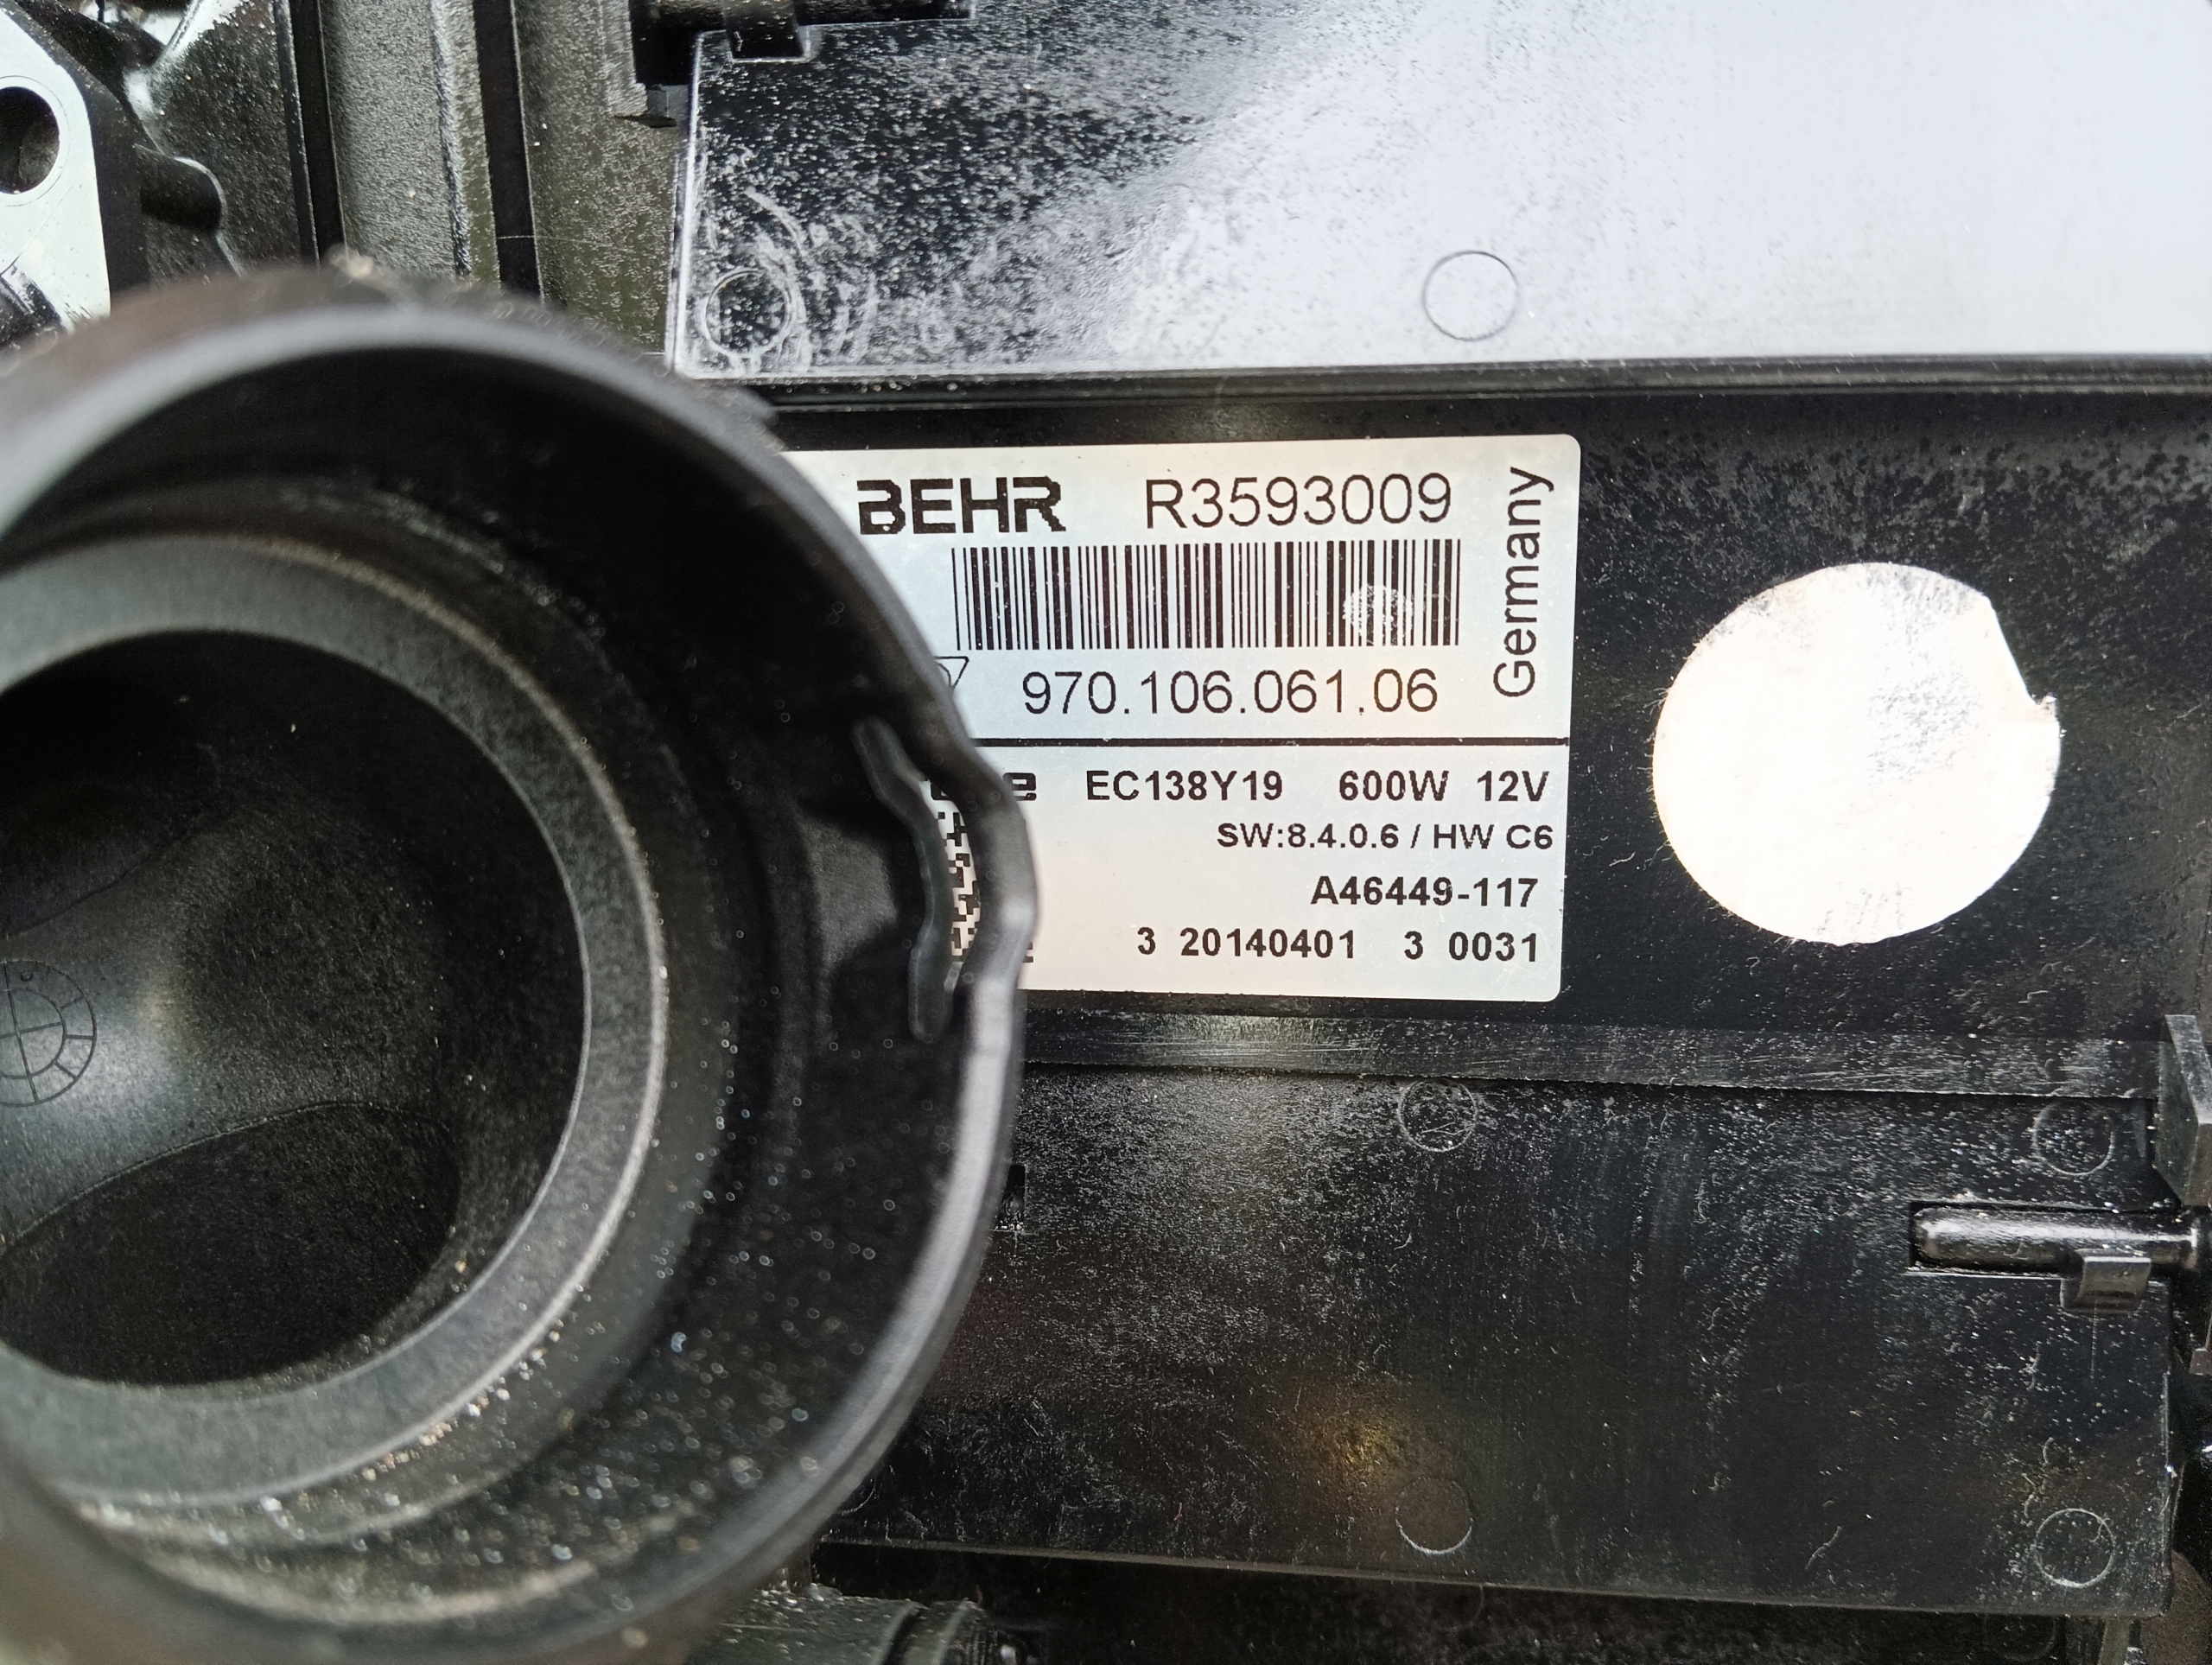 BEHR R3593009
Germany
970.106.061.06
EC138Y19 600W 12V
SW:8.4.0.6 / HW C6
A46449-117
3 20140401 3 0031